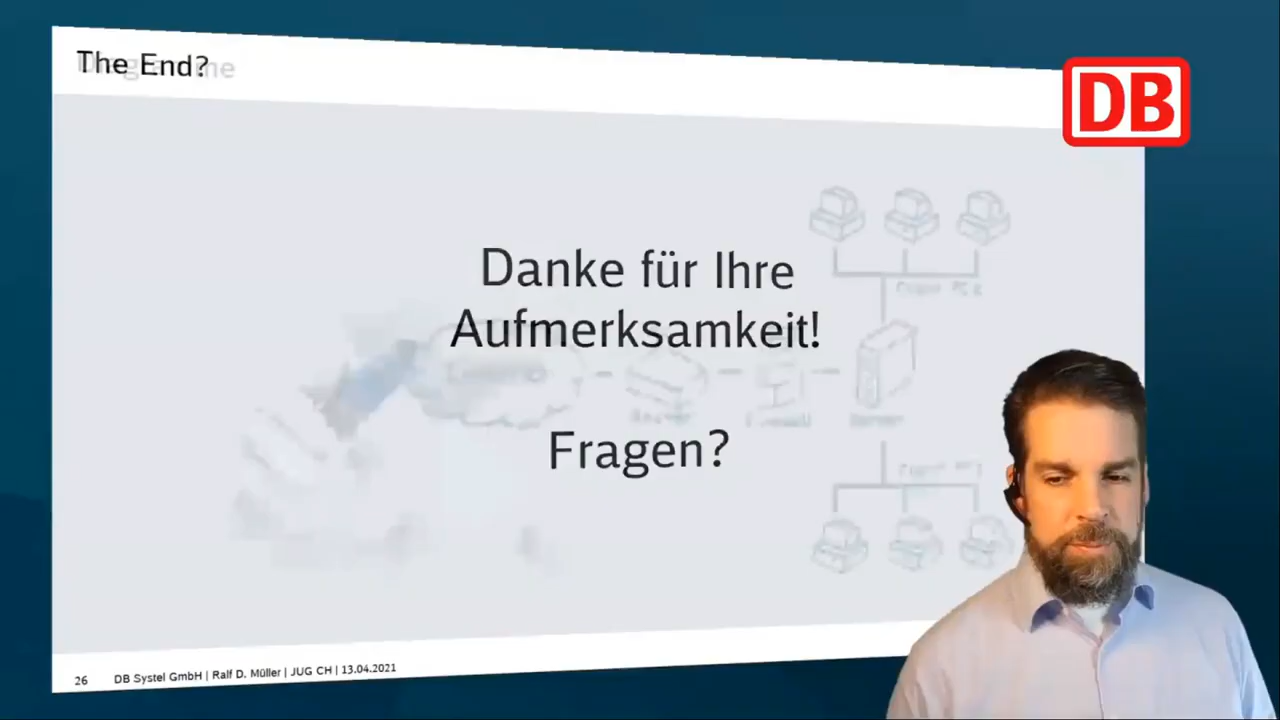 The End?
DB
Danke für Ihre
Aufmerksamkeit!
Fragen?
26 DB Systel GmbH | Ralf D. Müller | JUG CH | 13.04.2021